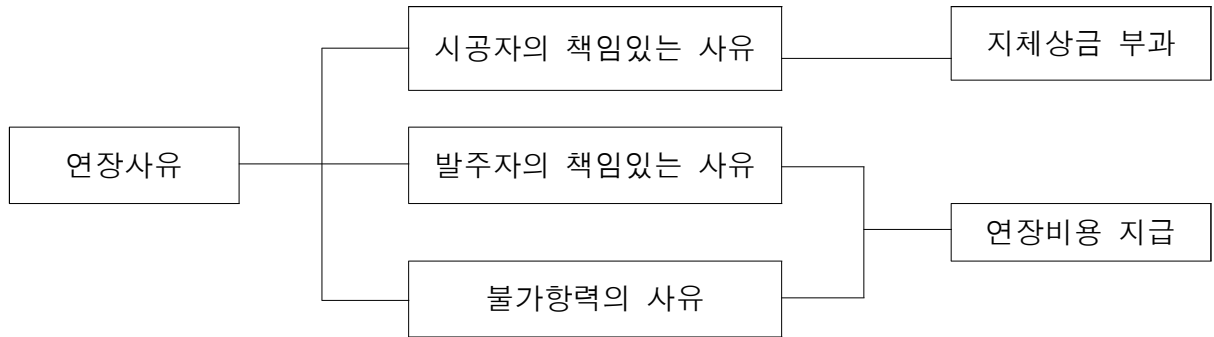 시공자의 책임있는 사유
지체상금 부과
연장사유
발주자의 책임있는 사유
연장비용 지급
불가항력의 사유